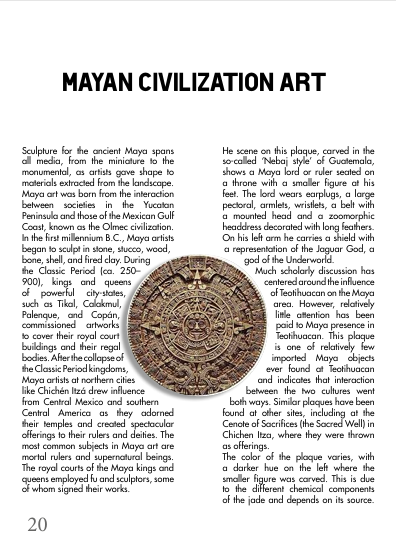 MAYAN CIVILIZATION ART
Sculpture for the ancient Maya spans
all media, from the miniature to the
monumental, as artists gave shape to
materials extracted from the landscape.
Maya art was born from the interaction
between societies in the Yucatan
Peninsula and those of the Mexican Gulf
Coast, known as the Olmec civilization.
In the first millennium B.C., Maya artists
began to sculpt in stone, stucco, wood,
bone, shell, and fired clay. During
the Classic Period (ca. 250–
900), kings and queens
of powerful city-states,
such as Tikal, Calakmul,
Palenque, and Copán,
commissioned artworks
to cover their royal court
buildings and their regal
bodies. After the collapse of
the Classic Period kingdoms,
Maya artists at northern cities
like Chichén Itzá drew influence
from Central Mexico and southern
Central America as they adorned
their temples and created spectacular
offerings to their rulers and deities. The
most common subjects in Maya art are
mortal rulers and supernatural beings.
The royal courts of the Maya kings and
queens employed fu and sculptors, some
of whom signed their works.
He scene on this plaque, carved in the
so-called ‘Nebaj style’ of Guatemala,
shows a Maya lord or ruler seated on
a throne with a smaller figure at his
feet. The lord wears earplugs, a large
pectoral, armlets, wristlets, a belt with
a mounted head and a zoomorphic
headdress decorated with long feathers.
On his left arm he carries a shield with
a representation of the Jaguar God, a
god of the Underworld.
Much scholarly discussion has
centered around the influence
of Teotihuacan on the Maya
area. However, relatively
little attention has been
paid to Maya presence in
Teotihuacan. This plaque
is one of relatively few
imported Maya objects
ever found at Teotihuacan
and indicates that interaction
between the two cultures went
both ways. Similar plaques have been
found at other sites, including at the
Cenote of Sacrifices (the Sacred Well) in
Chichen Itza, where they were thrown
as offerings.
The color of the plaque varies, with
a darker hue on the left where the
smaller figure was carved. This is due
to the different chemical components
of the jade and depends on its source.
20